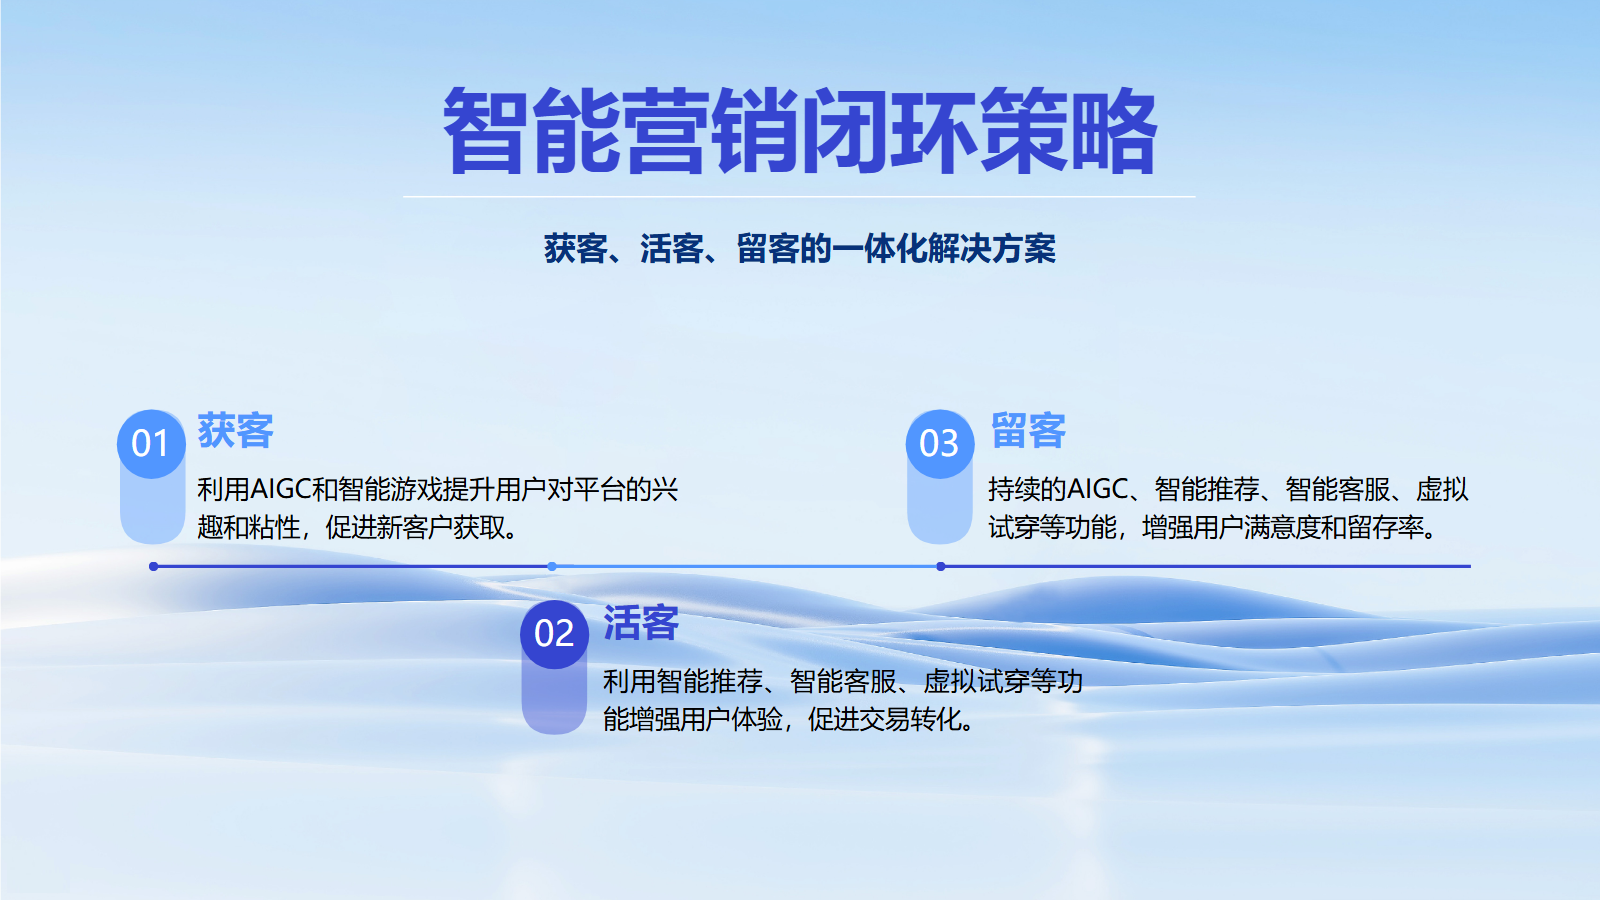 智能营销闭环策略
获客、活客、留客的一体化解决方案
01
获客
利用AIGC和智能游戏提升用户对平台的兴
趣和粘性，促进新客户获取。
02
活客
利用智能推荐、智能客服、虚拟试穿等功
能增强用户体验，促进交易转化。
03
留客
持续的AIGC、智能推荐、智能客服、虚拟
试穿等功能，增强用户满意度和留存率。